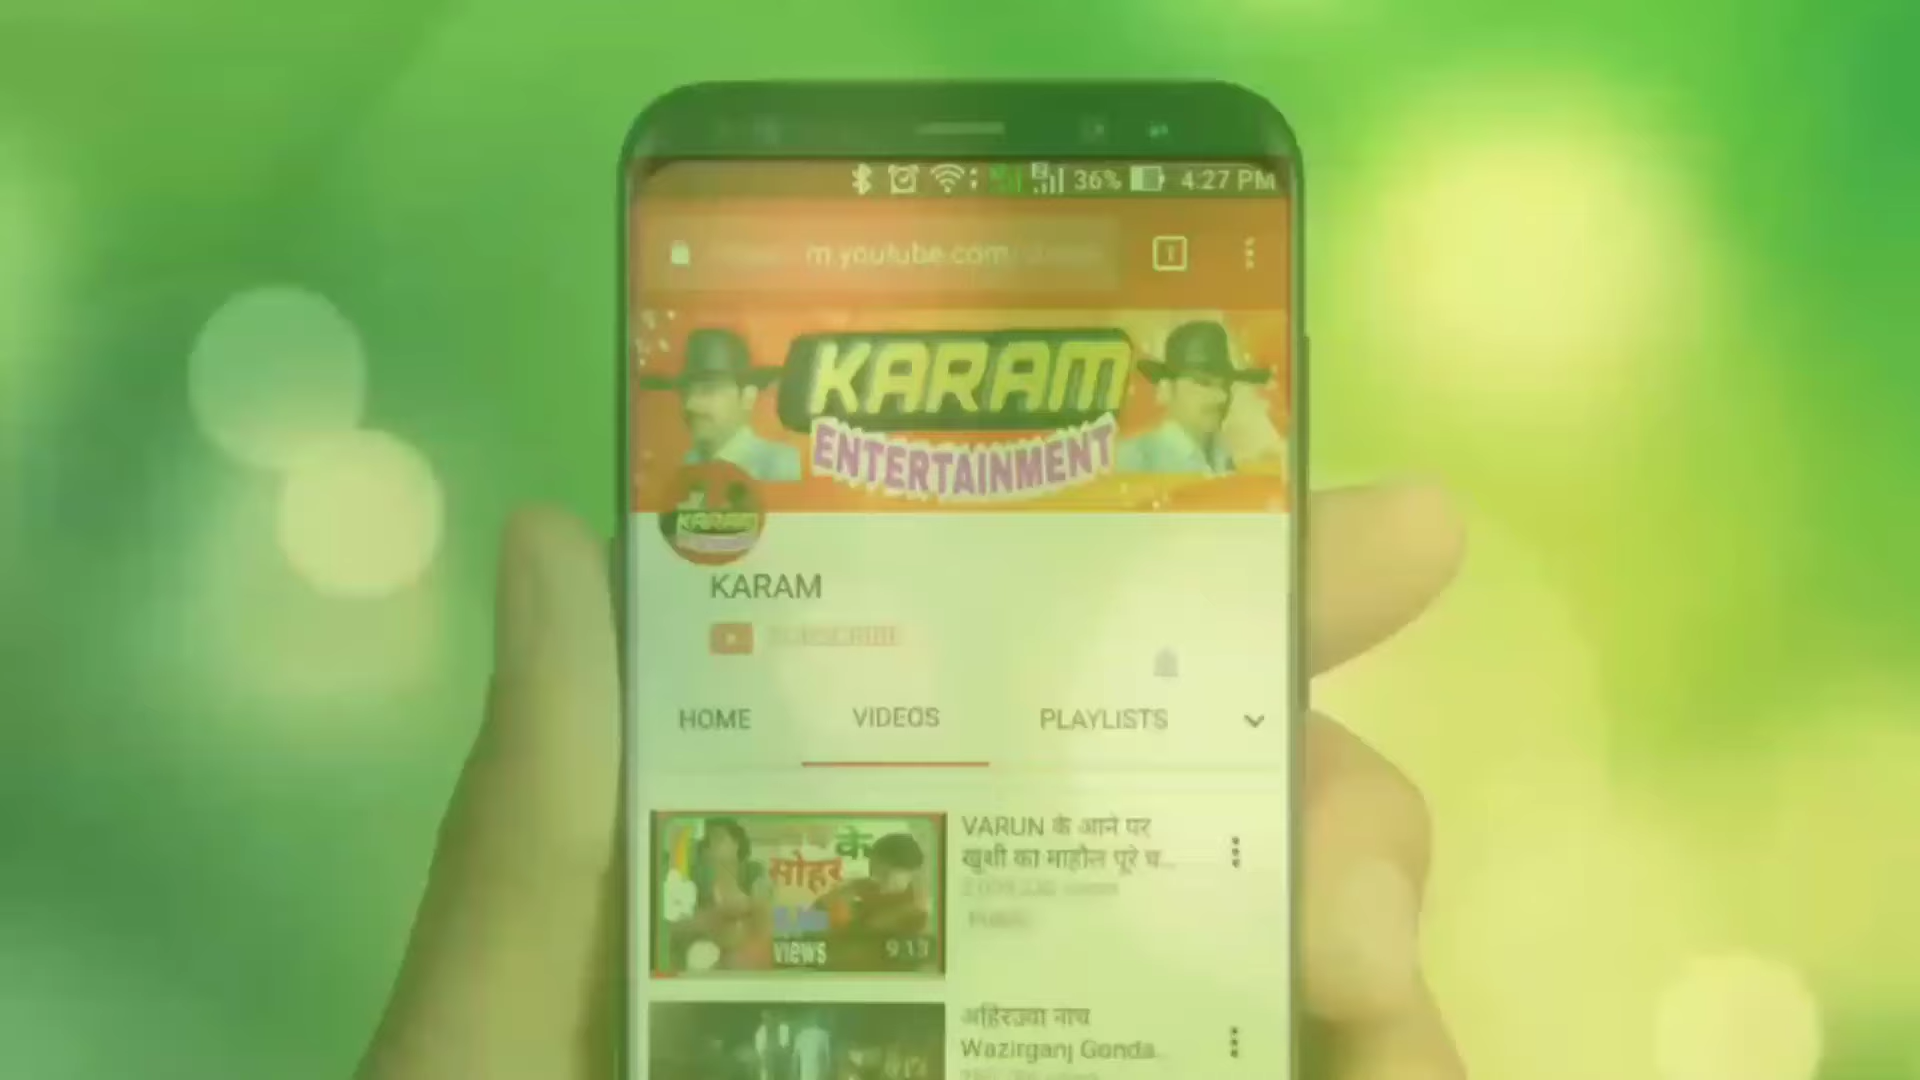 36% 4:27 PM
m.youtube.com
KARAM
ENTERTAINMENT
KARAM
KARAM
SUBSCRIBE
HOME VIDEOS PLAYLISTS
के
सोहर
views
9:13
VARUN के आने पर
खुशी का माहौल पूरे घ...
अहिरउवा नाच
Wazirganj Gonda...